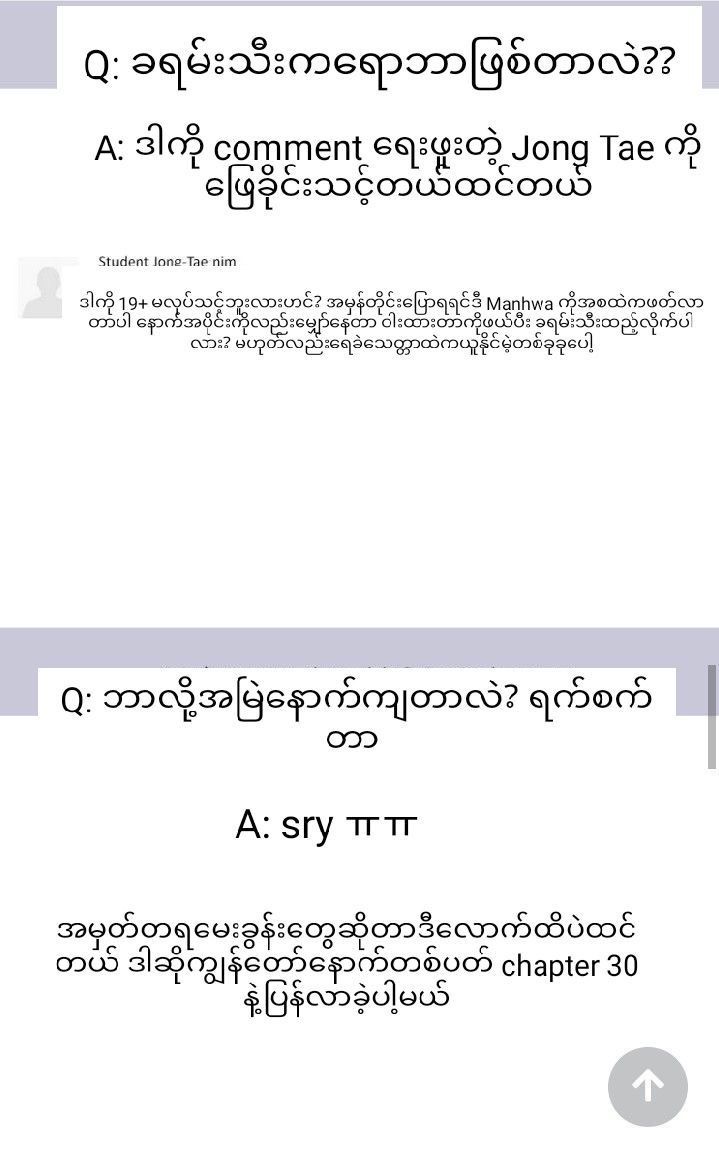 Q: ခရမ်းသီးကရောဘာဖြစ်တာလဲ??
A: ဒါကို comment ရေးဖူးတဲ့ Jong Tae ကို
ဖြေခိုင်းသင့်တယ်ထင်တယ်
Student Jong-Tae nim
ဒါကို 19+ မလုပ်သင့်ဘူးလားဟင်? အမှန်တိုင်းပြောရရင်ဒီ Manhwa ကိုအစထဲကဖတ်လာ
တာပါ နောက်အပိုင်းကိုလည်းမျှော်နေတာ ငါးထားတာကိုဖယ်ပီး ခရမ်းသီးထည့်လိုက်ပါ
လား? မဟုတ်လည်းရေခဲသေတ္တာထဲကယူနိုင်မဲ့တစ်ခုခုပေါ့
Q: ဘာလို့အမြဲနောက်ကျတာလဲ? ရက်စက်
တာ
A: sry ㅠㅠ
အမှတ်တရမေးခွန်းတွေဆိုတာဒီလောက်ထိပဲထင်
တယ် ဒါဆိုကျွန်တော်နောက်တစ်ပတ် chapter 30
နဲ့ပြန်လာခဲ့ပါ့မယ်